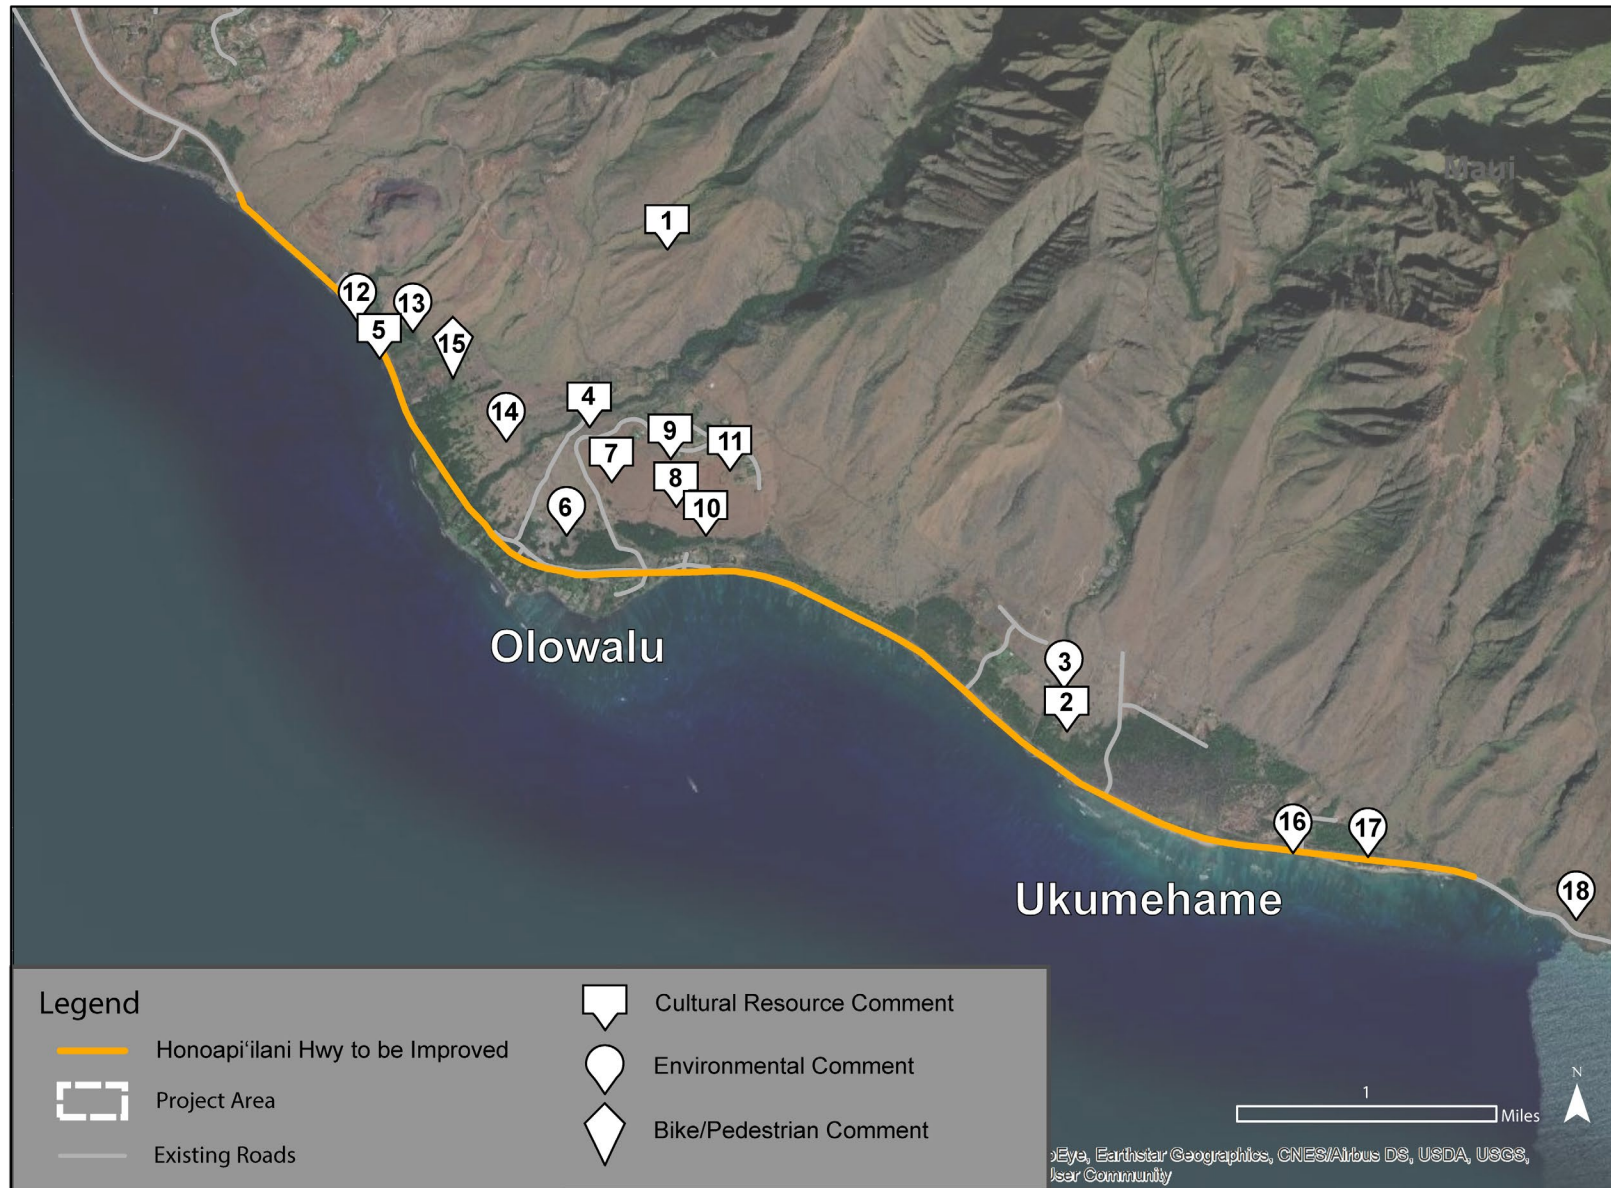 Maui
1
12
13
5
15
4
14
9
11
7
8
6
10
Olowalu
3
2
16
17
Ukumehame
18
Legend
Honoapi‘ilani Hwy to be Improved
Project Area
Existing Roads
Cultural Resource Comment
Environmental Comment
Bike/Pedestrian Comment
N
1
Miles
Eye, Earthstar Geographics, CNES/Airbus DS, USDA, USGS,
User Community